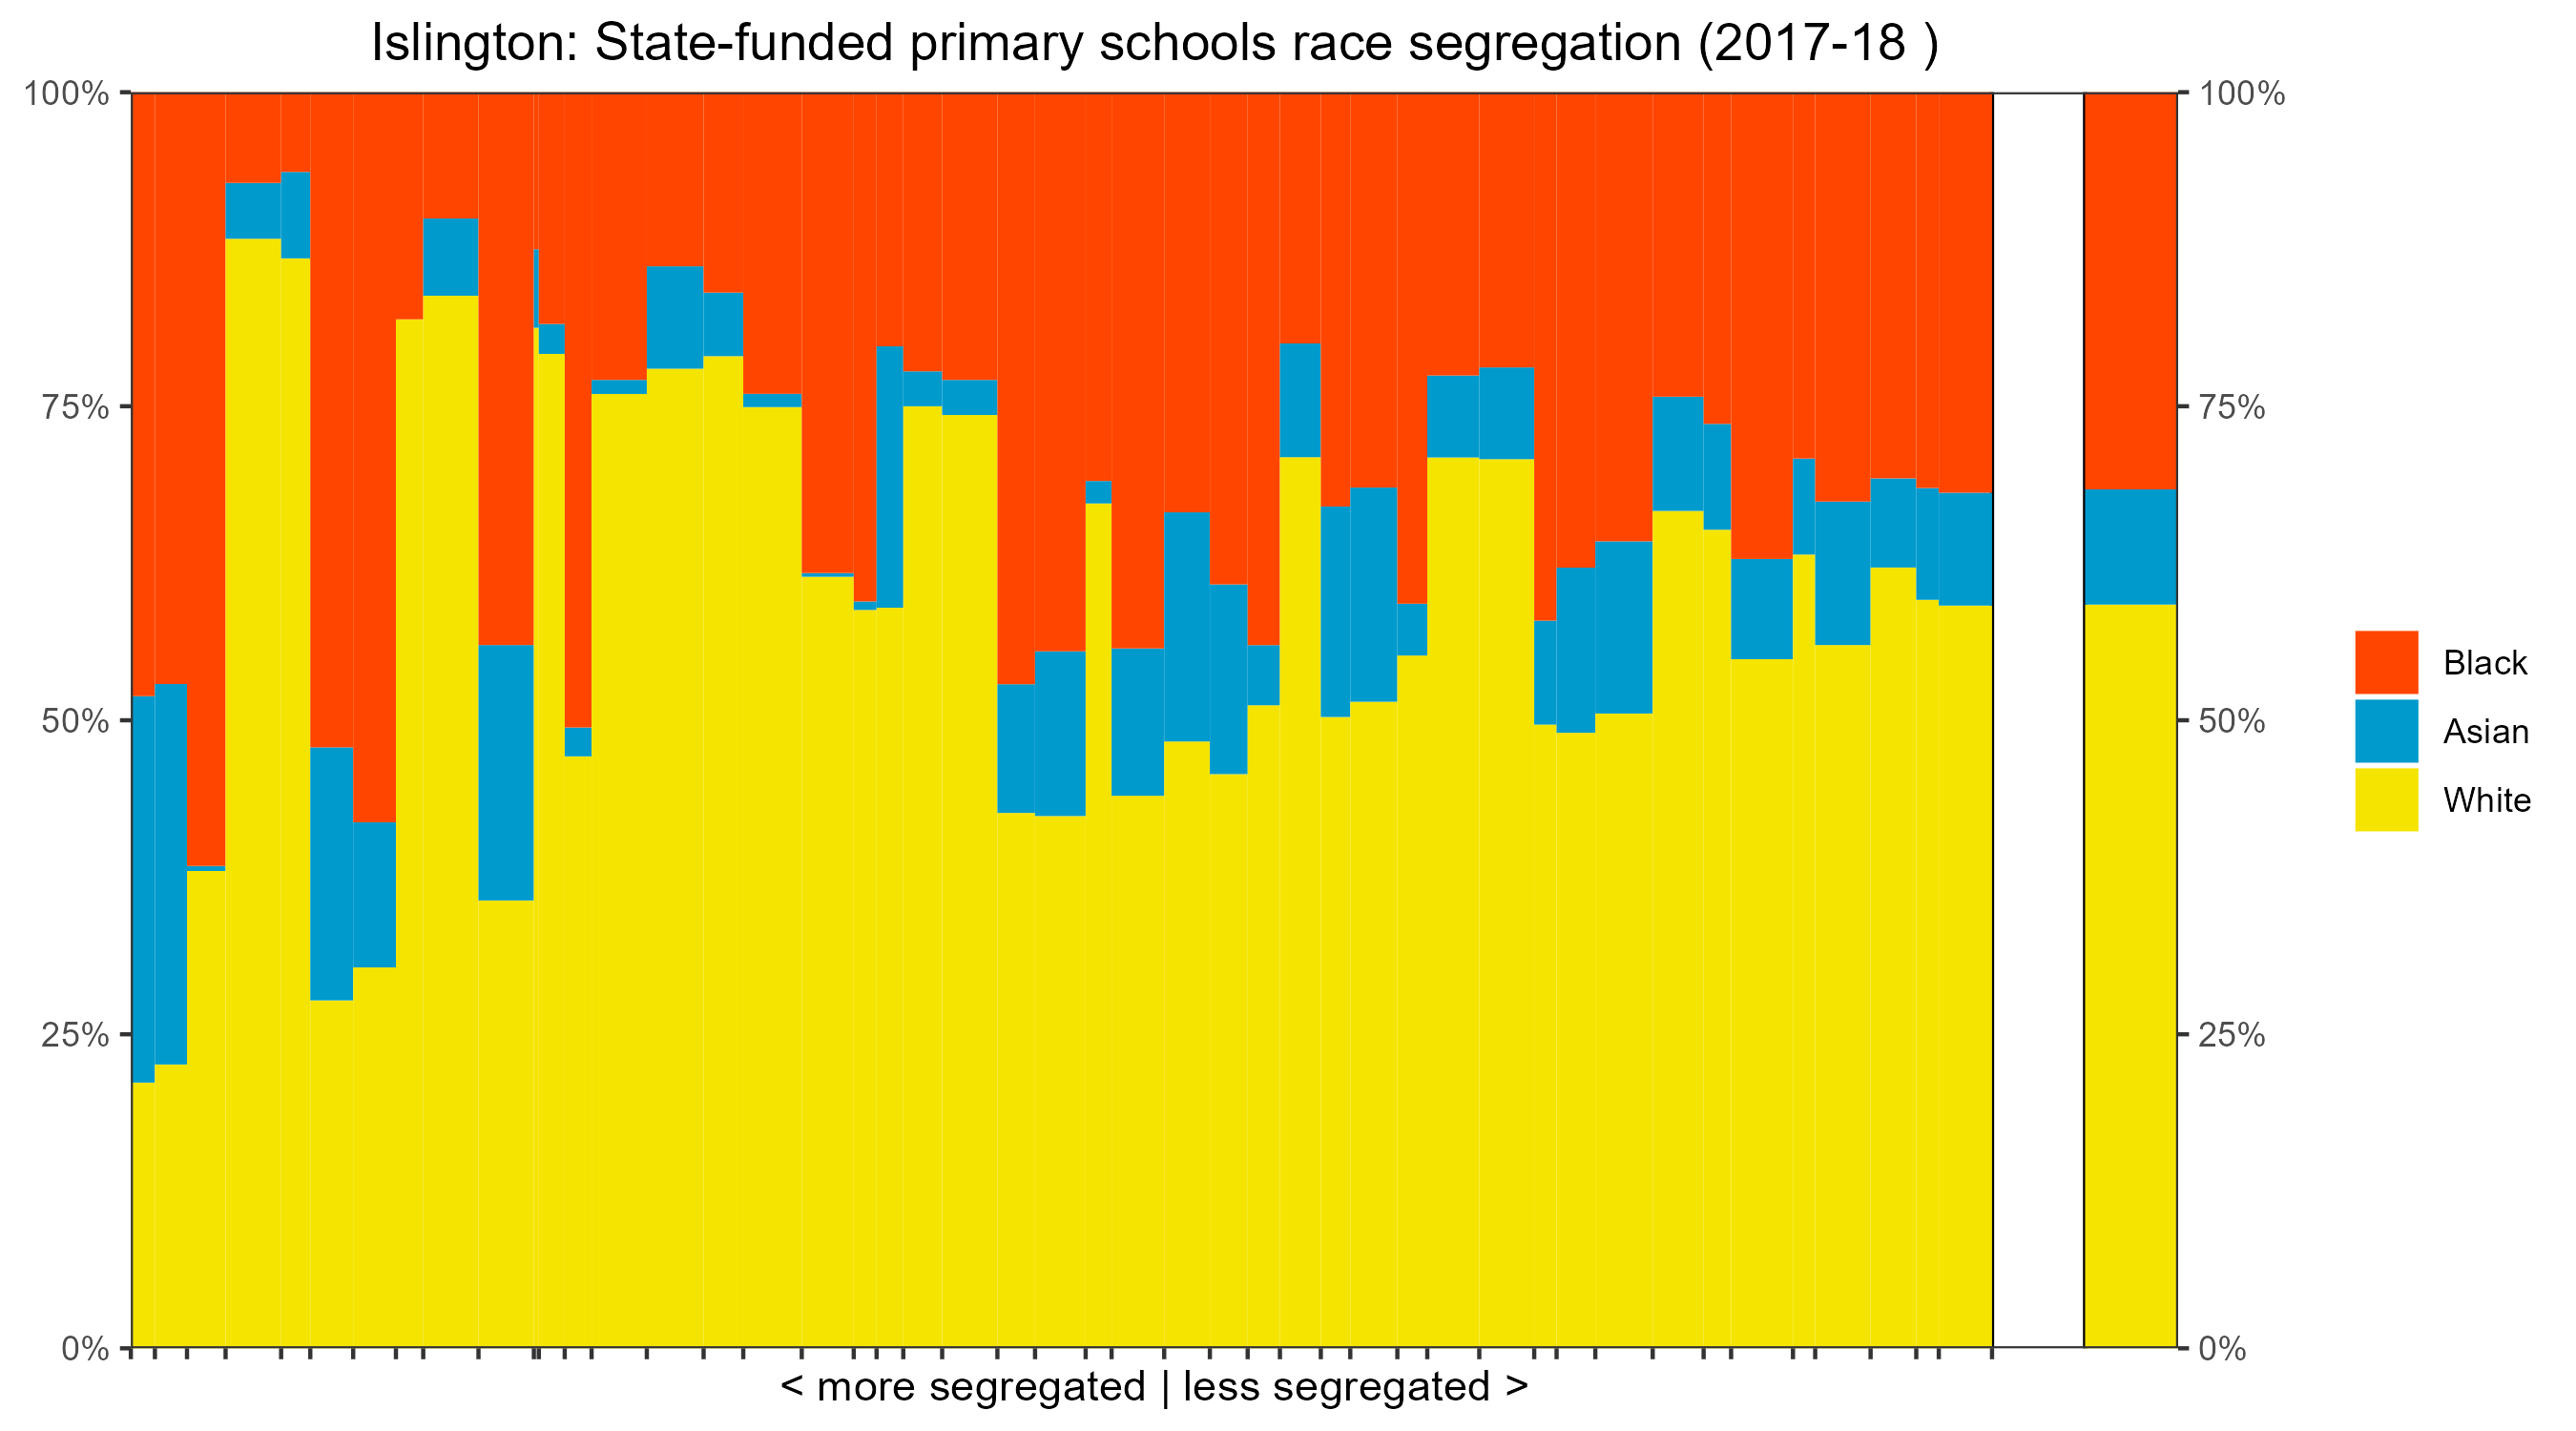 Islington: State-funded primary schools race segregation (2017-18 )
100%
75%
50%
25%
0%
100%
75%
50%
25%
0%
Black
Asian
White
< more segregated | less segregated >